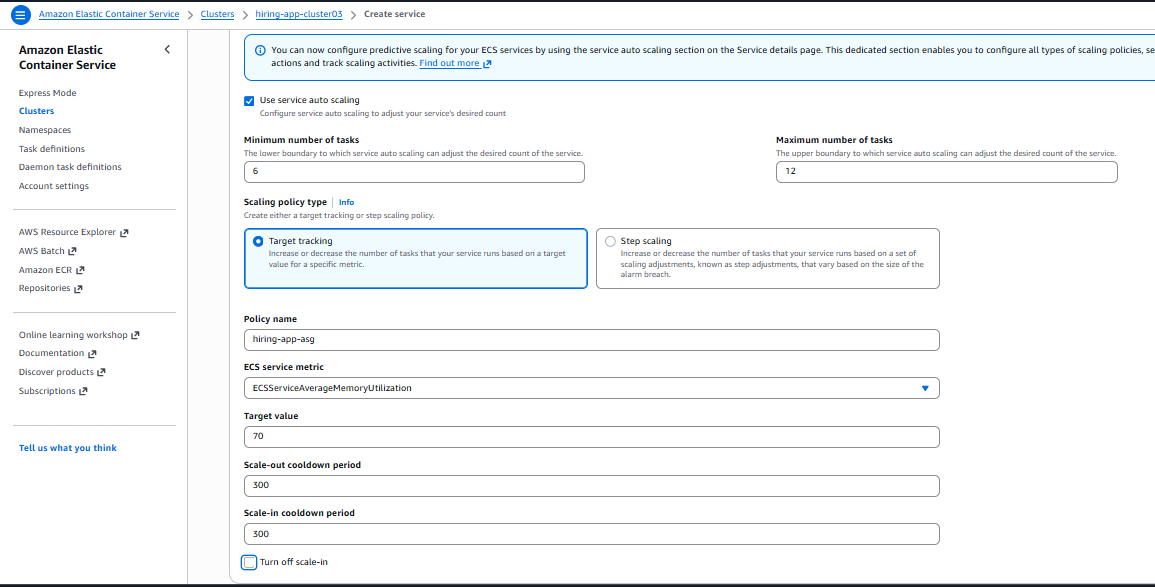 Amazon Elastic Container Service > Clusters > hiring-app-cluster03 > Create service
Amazon Elastic
Container Service
Express Mode
Clusters
Namespaces
Task definitions
Daemon task definitions
Account settings
AWS Resource Explorer
AWS Batch
Amazon ECR
Repositories
Online learning workshop
Documentation
Discover products
Subscriptions
Tell us what you think
You can now configure predictive scaling for your ECS services by using the service auto scaling section on the Service details page. This dedicated section enables you to configure all types of scaling policies, se
actions and track scaling activities. Find out more
Use service auto scaling
Configure service auto scaling to adjust your service's desired count
Minimum number of tasks
The lower boundary to which service auto scaling can adjust the desired count of the service.
6
Maximum number of tasks
The upper boundary to which service auto scaling can adjust the desired count of the service.
12
Scaling policy type | Info
Create either a target tracking or step scaling policy.
Target tracking
Increase or decrease the number of tasks that your service runs based on a target
value for a specific metric.
Step scaling
Increase or decrease the number of tasks that your service runs based on a set of
scaling adjustments, known as step adjustments, that vary based on the size of the
alarm breach.
Policy name
hiring-app-asg
ECS service metric
ECSServiceAverageMemoryUtilization
Target value
70
Scale-out cooldown period
300
Scale-in cooldown period
300
Turn off scale-in